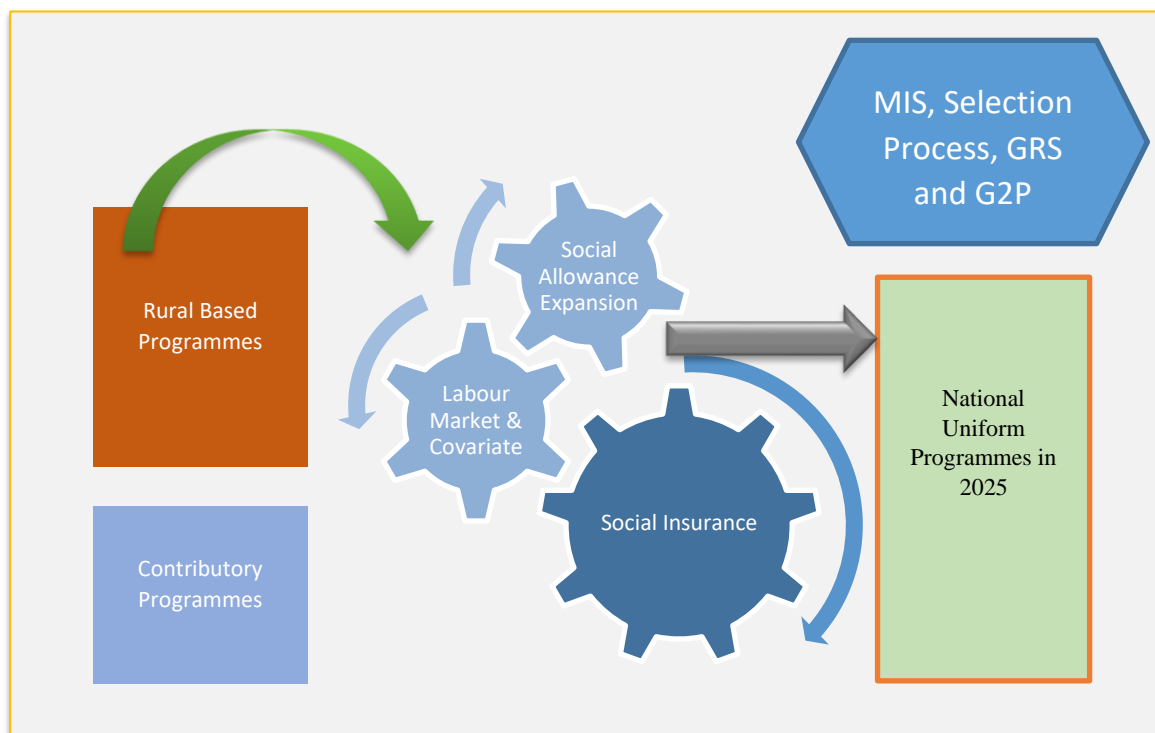 MIS, Selection
Process, GRS
and G2P
Rural Based
Programmes
Social
Allowance
Expansion
Labour
Market &
Covariate
Social Insurance
National
Uniform
Programmes in
2025
Contributory
Programmes